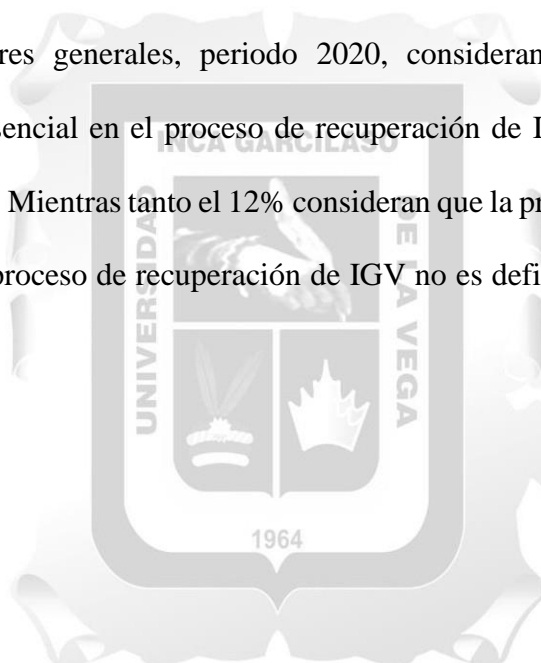 res generales, periodo 2020, consideran
sencial en el proceso de recuperación de I
INCA GARCILASO
. Mientras tanto el 12% consideran que la pr
proceso de recuperación de IGV no es defi
UNIVERSIDAD
DE LA VEGA
1964